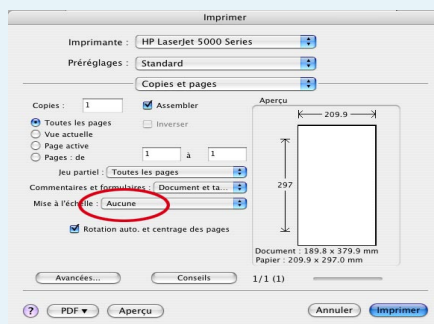 Imprimer
Imprimante : HP LaserJet 5000 Series
Préréglages : Standard
Copies et pages
Copies : 1 Assembler
Toutes les pages Inverser
Vue actuelle
Page active
Pages : de 1 à 1
Jeu partiel : Toutes les pages
Commentaires et formulaires : Document et ta...
Mise à l'échelle : Aucune
Rotation auto. et centrage des pages
Aperçu
209.9
297
Document : 189.8 x 379.9 mm
Papier : 209.9 x 297.0 mm
Avancées... Conseils 1/1 (1)
? PDF ▼ Aperçu Annuler Imprimer